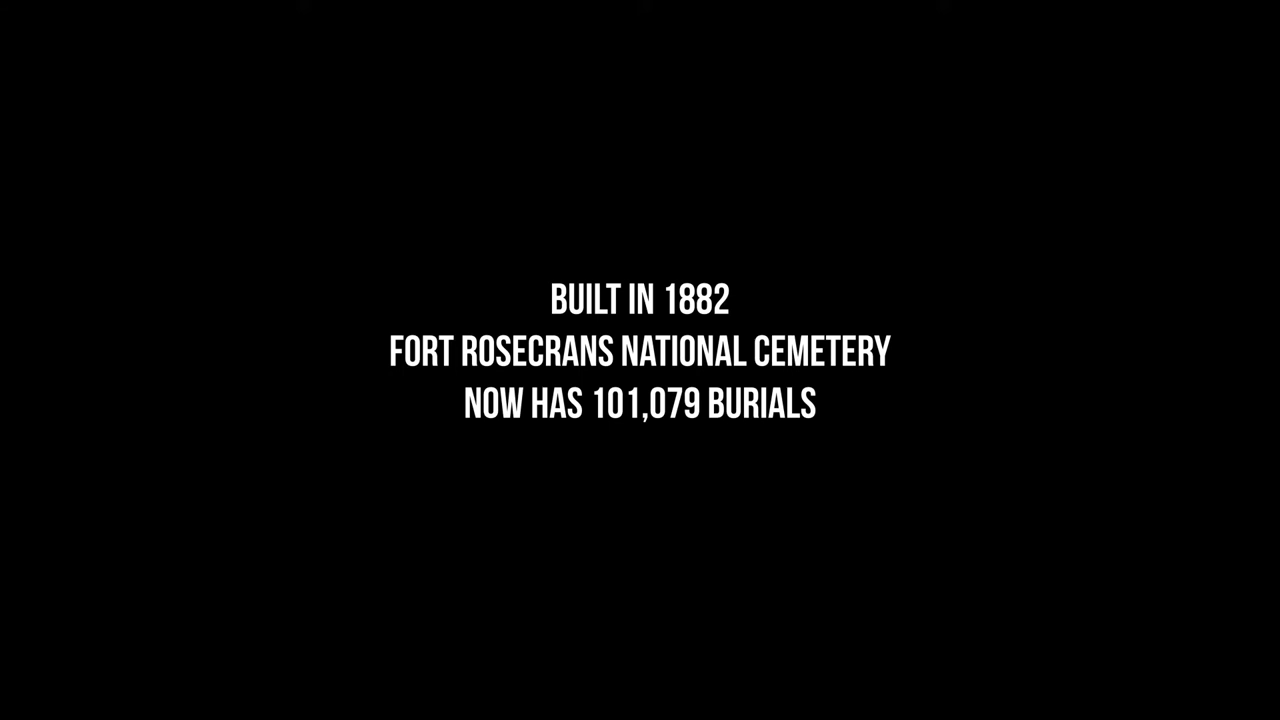 BUILT IN 1882
FORT ROSECRANS NATIONAL CEMETERY
NOW HAS 101,079 BURIALS